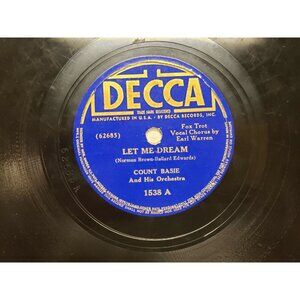 DECCA
TRADE MARK REGISTERED
MANUFACTURED IN U.S.A. BY DECCA RECORDS, INC.
(62685)
Fox Trot
Vocal Chorus by
Earl Warren
LET ME DREAM
(Norman Brown-Ballard Edwards)
COUNT BASIE
And His Orchestra
1538 A